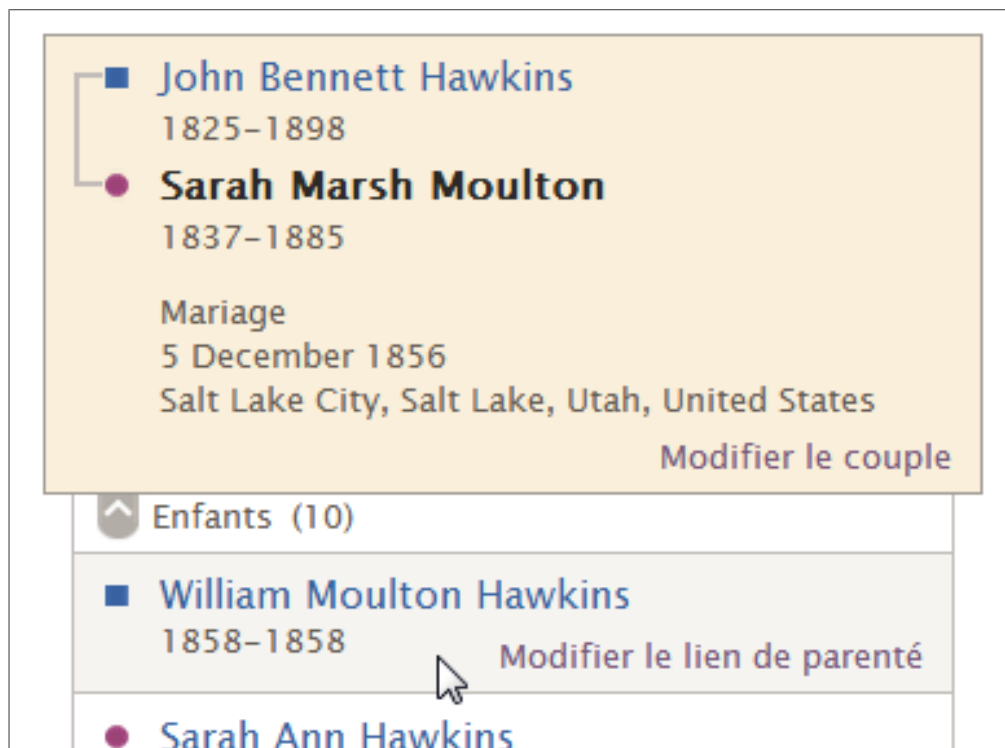 John Bennett Hawkins
1825–1898
Sarah Marsh Moulton
1837–1885
Mariage
5 December 1856
Salt Lake City, Salt Lake, Utah, United States
Modifier le couple
Enfants (10)
William Moulton Hawkins
1858–1858
Modifier le lien de parenté
Sarah Ann Hawkins